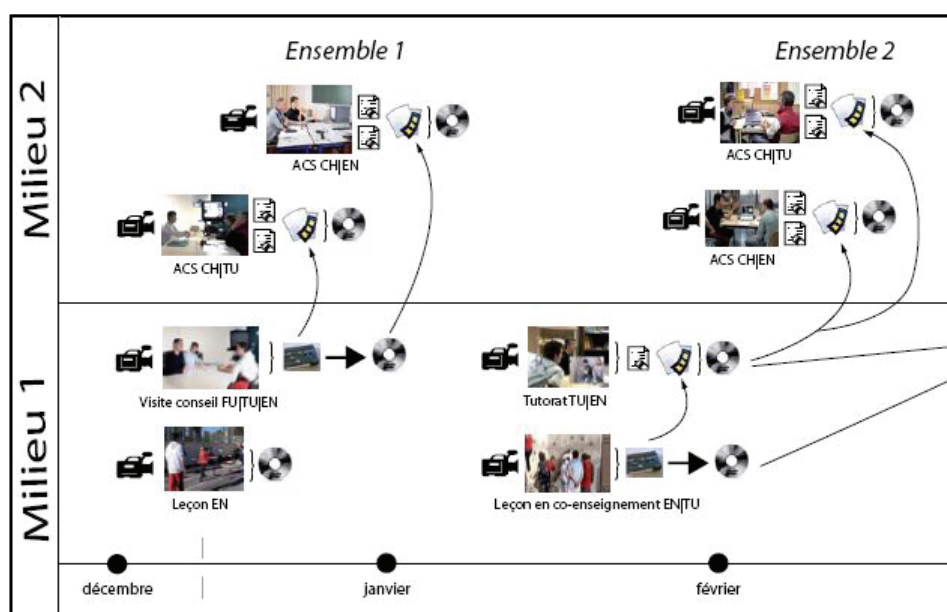 Milieu 2
Ensemble 1
Ensemble 2
ACS CH|EN
ACS CH|TU
ACS CH|TU
ACS CH|EN
Milieu 1
Visite conseil FU|TU|EN
Tutorat TU|EN
Leçon EN
Leçon en co-enseignement EN|TU
décembre
janvier
février